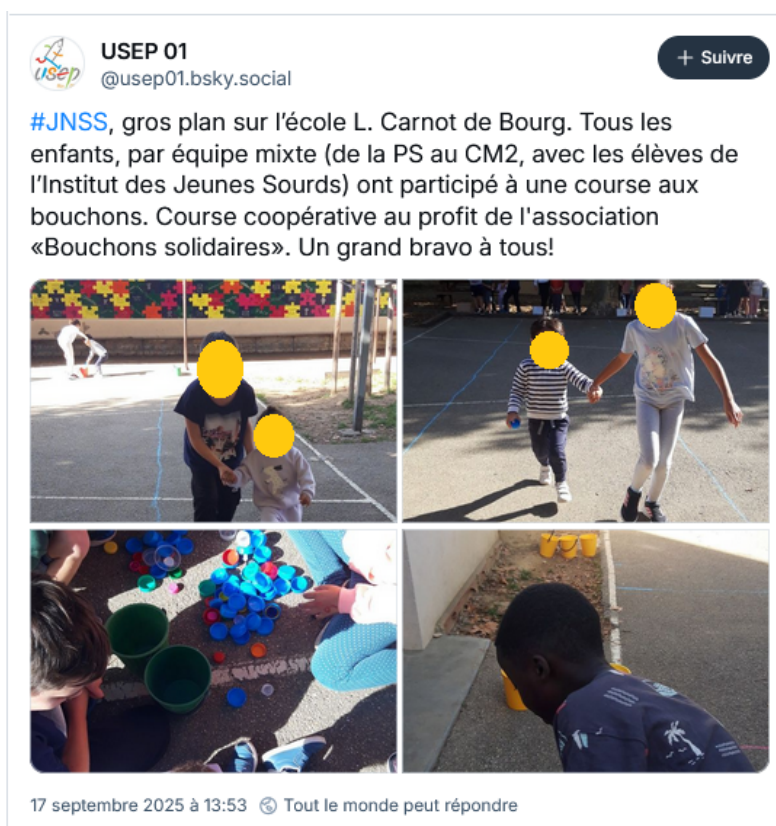 USEP 01
+ Suivre
usep
@usep01.bsky.social
#JNSS, gros plan sur l’école L. Carnot de Bourg. Tous les
enfants, par équipe mixte (de la PS au CM2, avec les élèves de
l’Institut des Jeunes Sourds) ont participé à une course aux
bouchons. Course coopérative au profit de l'association
«Bouchons solidaires». Un grand bravo à tous!
17 septembre 2025 à 13:53 Tout le monde peut répondre